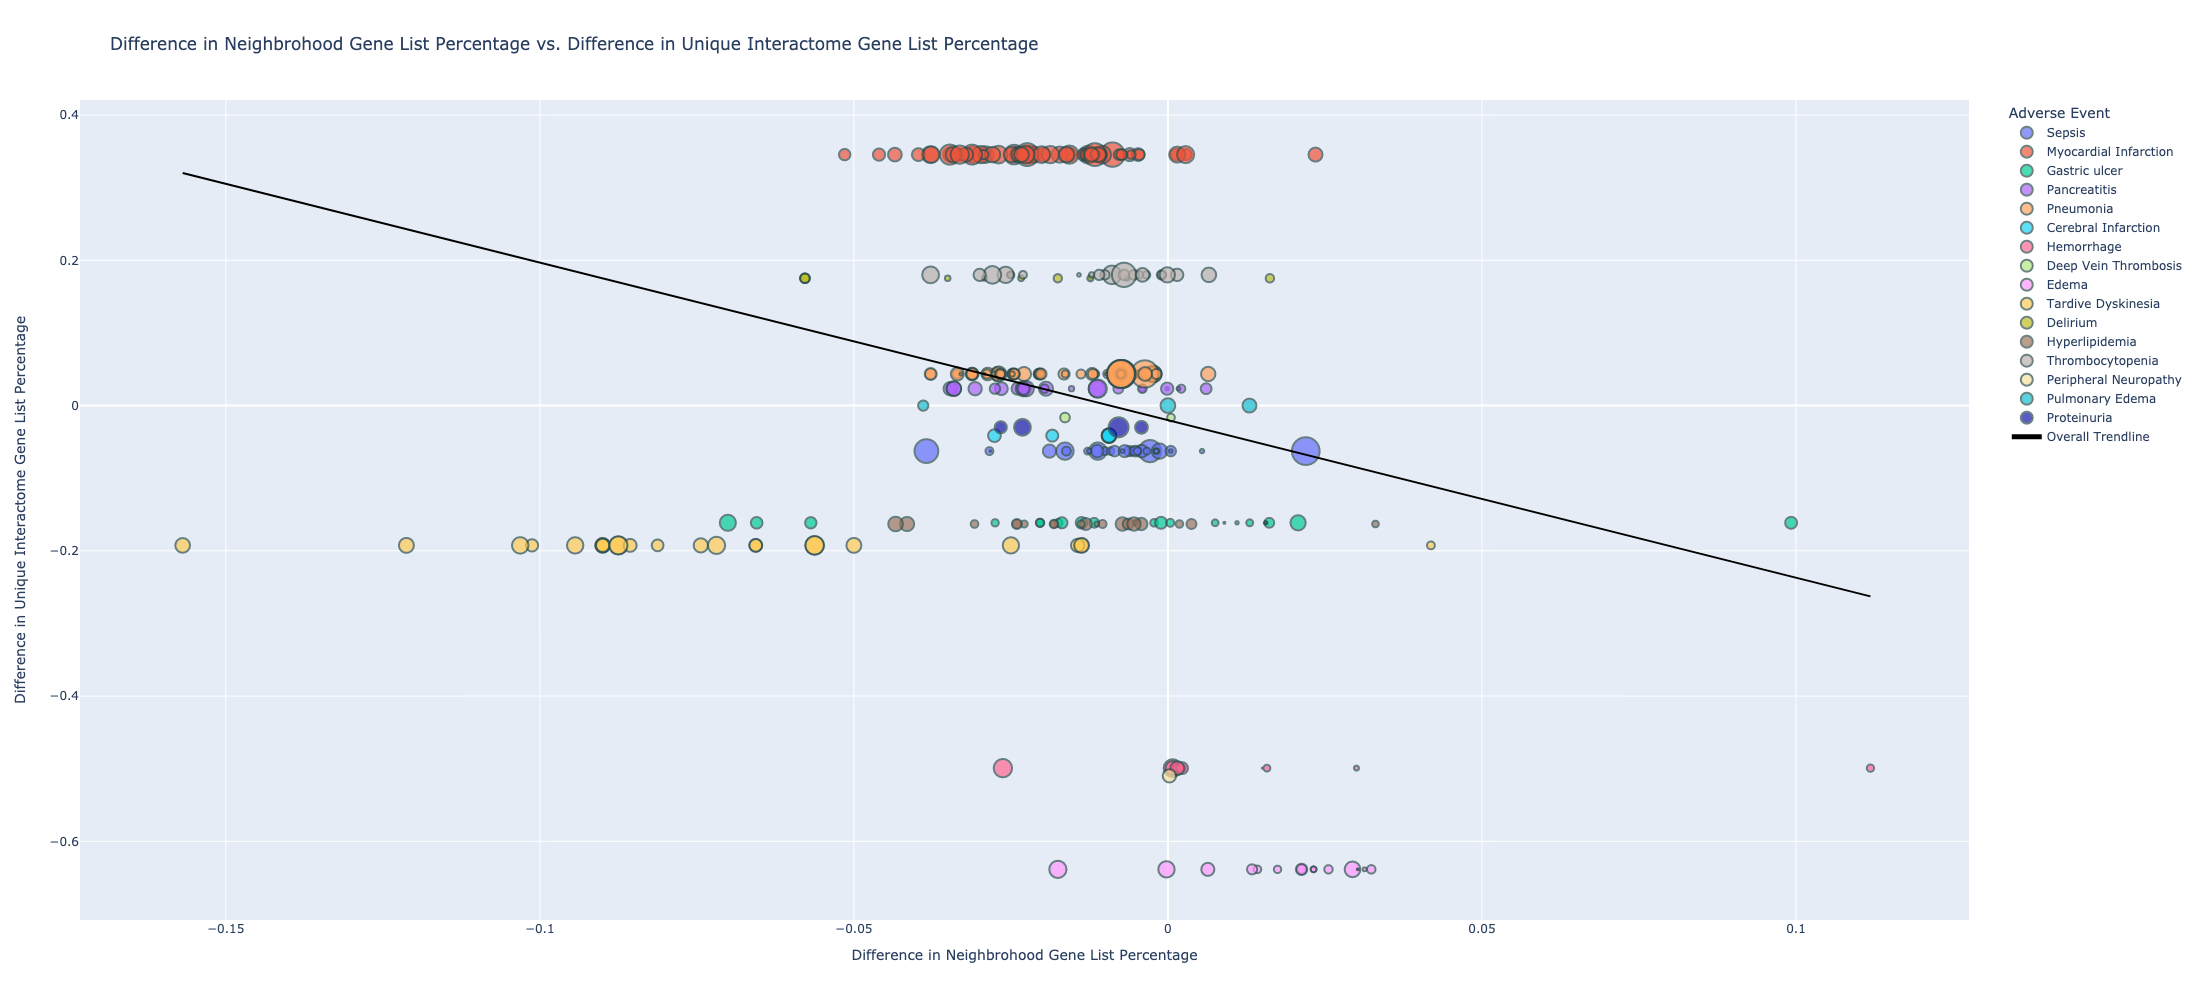 Difference in Neighbrohood Gene List Percentage vs. Difference in Unique Interactome Gene List Percentage
Difference in Unique Interactome Gene List Percentage
0.4
0.2
0
−0.2
−0.4
−0.6
−0.15
−0.1
−0.05
0
0.05
0.1
Difference in Neighbrohood Gene List Percentage
Adverse Event
Sepsis
Myocardial Infarction
Gastric ulcer
Pancreatitis
Pneumonia
Cerebral Infarction
Hemorrhage
Deep Vein Thrombosis
Edema
Tardive Dyskinesia
Delirium
Hyperlipidemia
Thrombocytopenia
Peripheral Neuropathy
Pulmonary Edema
Proteinuria
Overall Trendline